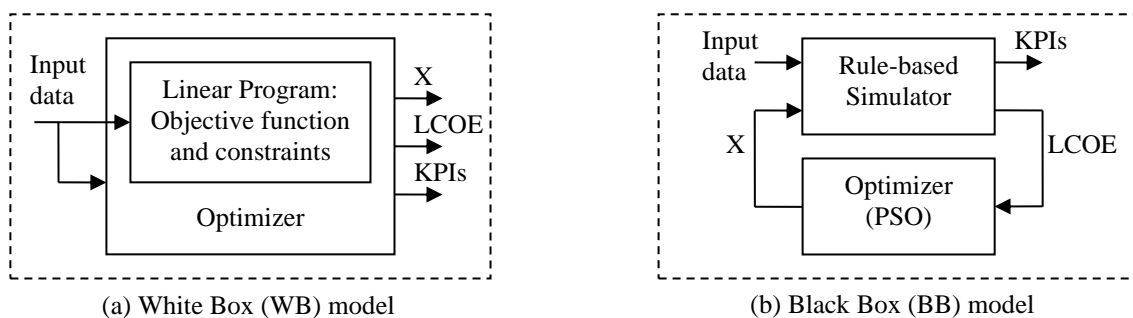 Input
data
Linear Program:
Objective function
and constraints
Optimizer
X
LCOE
KPIs
(a) White Box (WB) model
Input
data
Rule-based
Simulator
KPIs
X
LCOE
Optimizer
(PSO)
(b) Black Box (BB) model